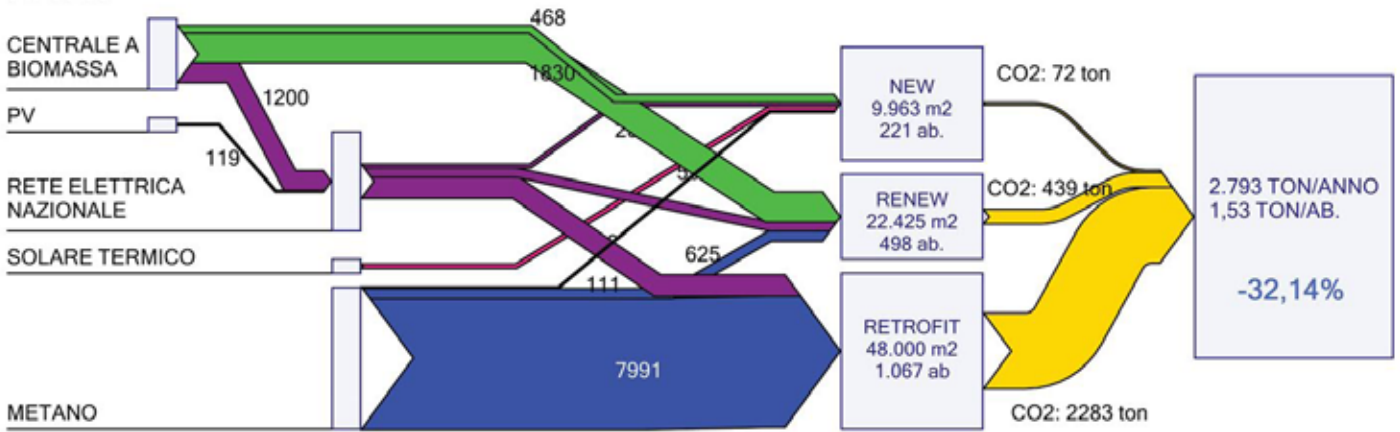 468
CENTRALE A
BIOMASSA
1830
1200
PV
119
RETE ELETTRICA
NAZIONALE
SOLARE TERMICO
625
111
7991
METANO
NEW
9.963 m2
221 ab.
RENEW
22.425 m2
498 ab.
RETROFIT
48.000 m2
1.067 ab
CO2: 72 ton
CO2: 439 ton
CO2: 2283 ton
2.793 TON/ANNO
1,53 TON/AB.
-32,14%